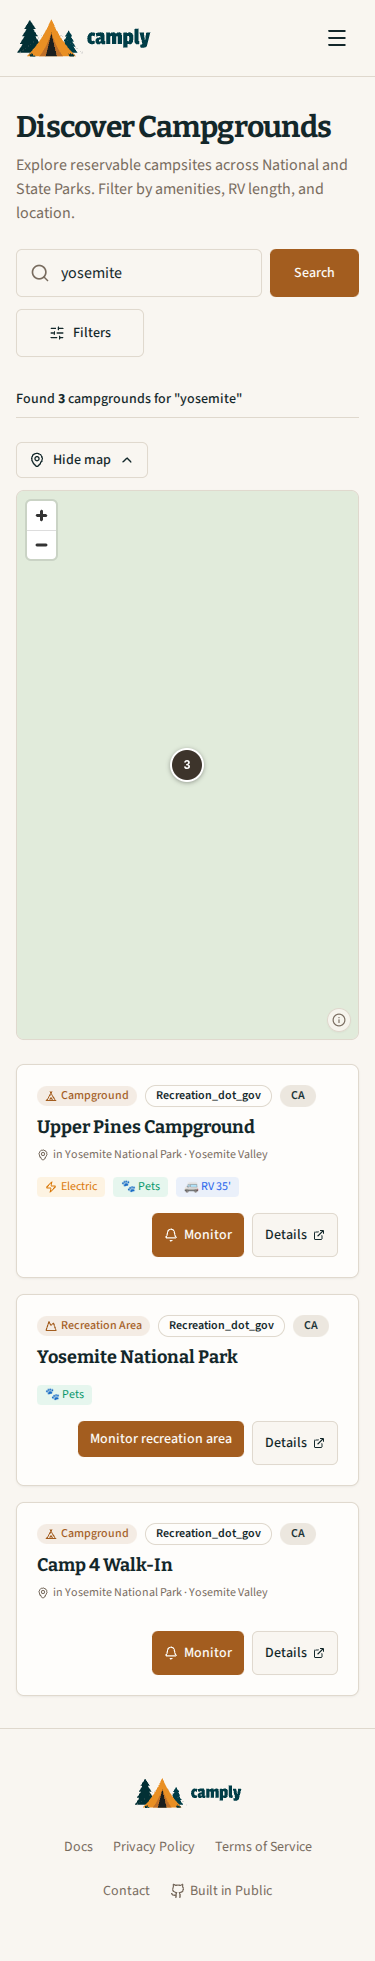 camply
Discover Campgrounds
Explore reservable campsites across National and
State Parks. Filter by amenities, RV length, and
location.
yosemite
Search
Filters
Found 3 campgrounds for "yosemite"
Hide map
+
−
3
Campground
Recreation_dot_gov
CA
Upper Pines Campground
in Yosemite National Park · Yosemite Valley
Electric
Pets
RV 35'
Monitor
Details
Recreation Area
Recreation_dot_gov
CA
Yosemite National Park
Pets
Monitor recreation area
Details
Campground
Recreation_dot_gov
CA
Camp 4 Walk-In
in Yosemite National Park · Yosemite Valley
Monitor
Details
camply
Docs
Privacy Policy
Terms of Service
Contact
Built in Public